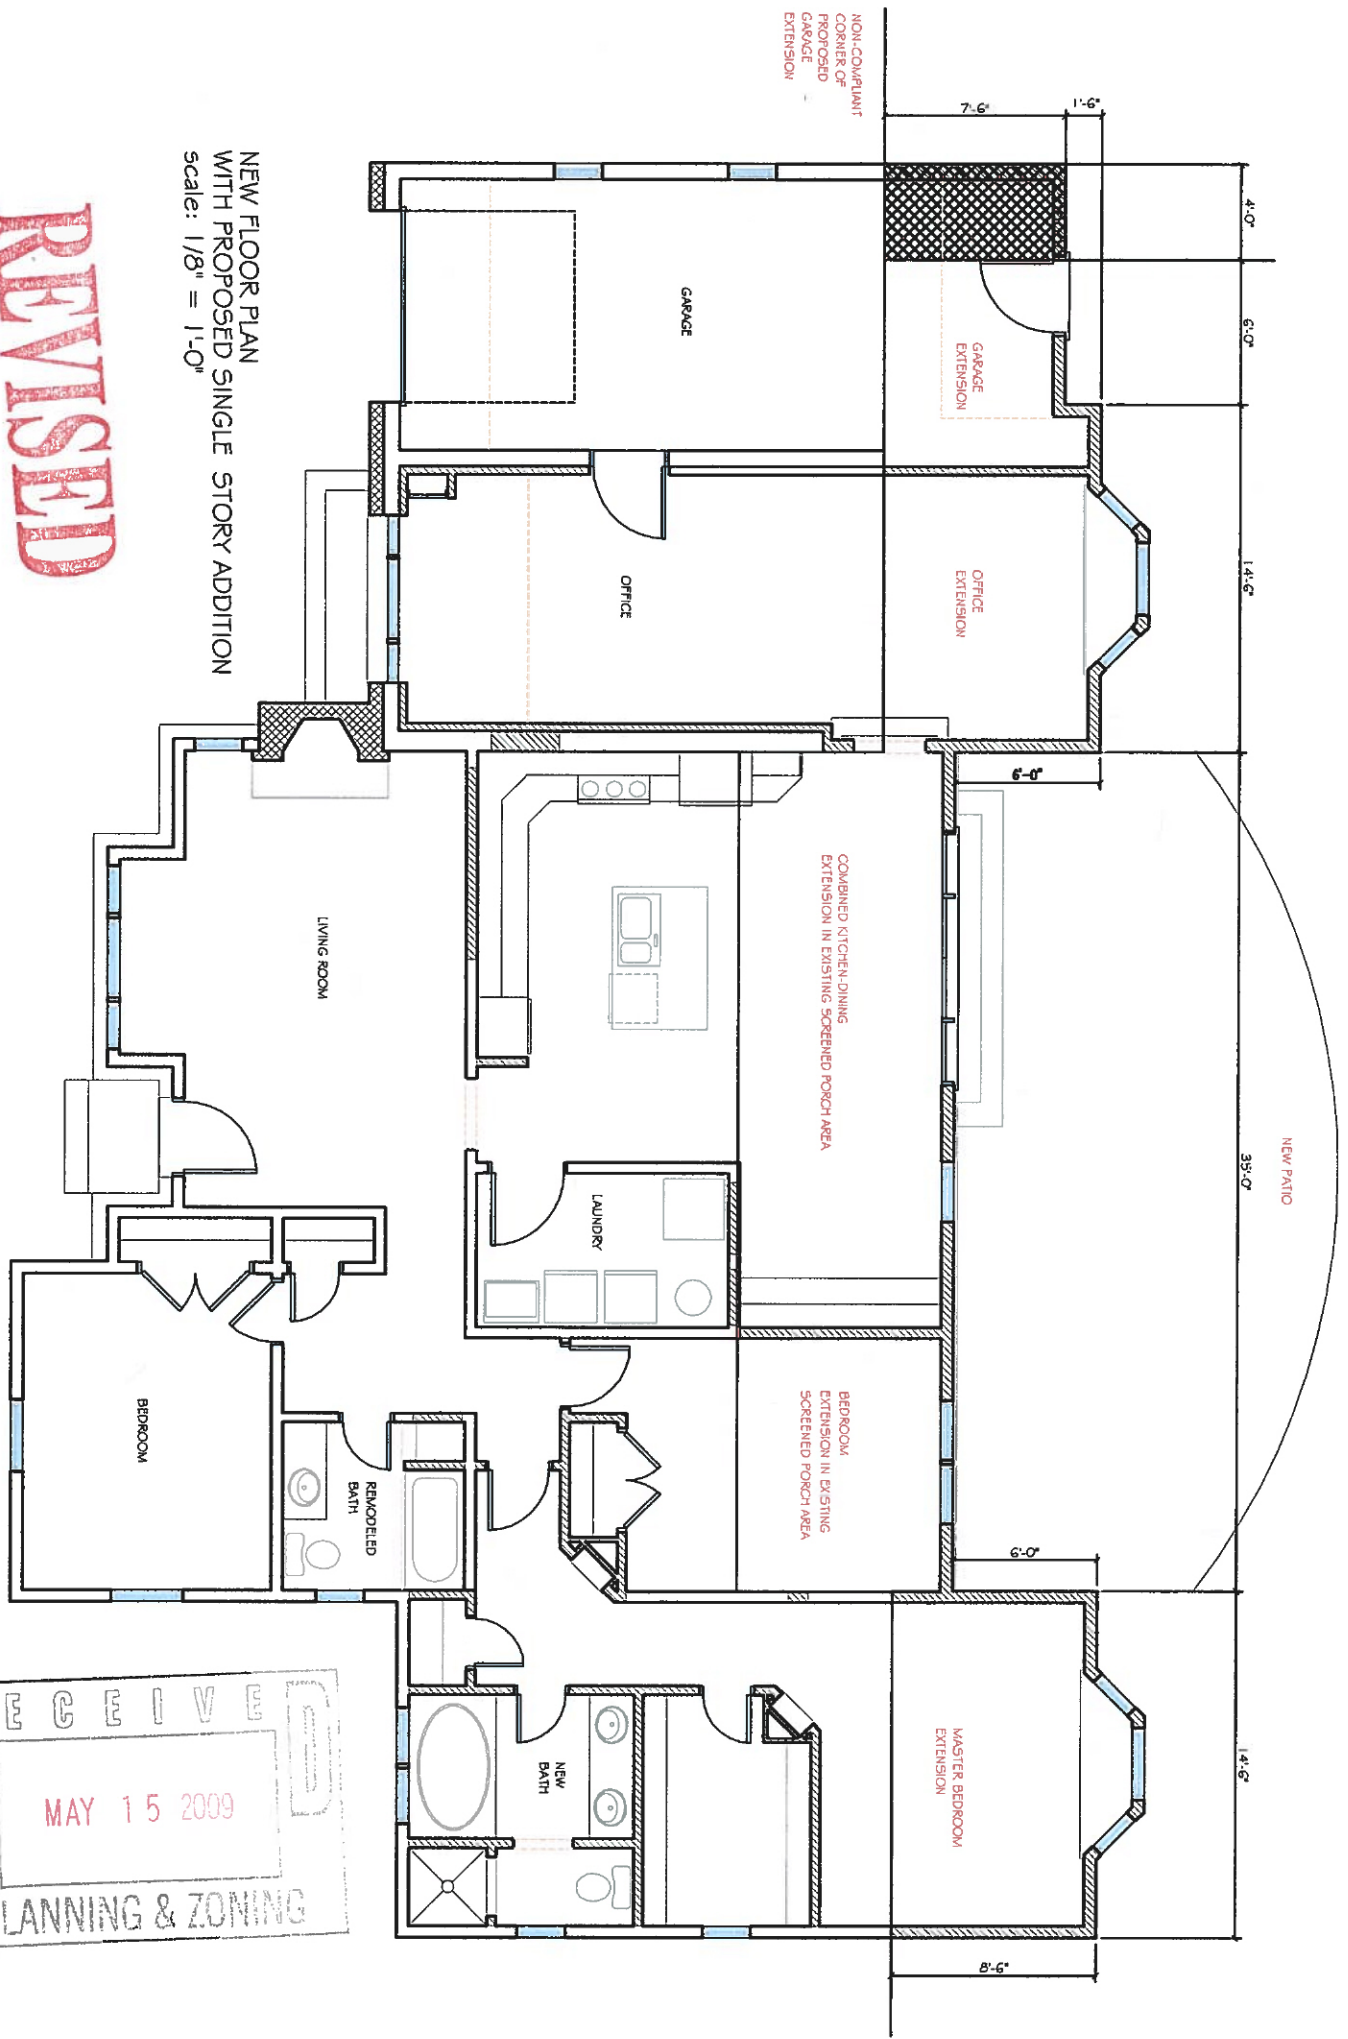 NON-COMPLIANT
CORNER OF
PROPOSED
GARAGE
EXTENSION
7'-6"
1'-6"
4'-0"
6'-0"
14'-6"
35'-0"
14'-6"
6'-0"
6'-0"
8'-6"
NEW PATIO
GARAGE
EXTENSION
OFFICE
EXTENSION
COMBINED KITCHEN-DINING
EXTENSION IN EXISTING SCREENED PORCH AREA
BEDROOM
EXTENSION IN EXISTING
SCREENED PORCH AREA
MASTER BEDROOM
EXTENSION
GARAGE
OFFICE
LAUNDRY
NEW
BATH
LIVING ROOM
REMODELED
BATH
BEDROOM
NEW FLOOR PLAN
WITH PROPOSED SINGLE STORY ADDITION
scale: 1/8" = 1'-0"
REVISED
ECEIVED
MAY 15 2009
LANNING & ZONING